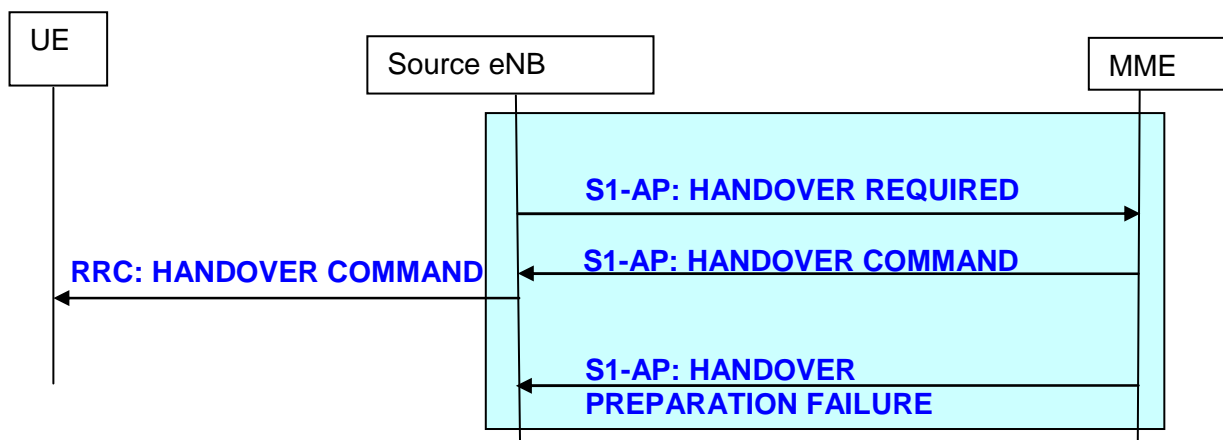 UE
Source eNB
MME
S1-AP: HANDOVER REQUIRED
RRC: HANDOVER COMMAND
S1-AP: HANDOVER COMMAND
S1-AP: HANDOVER
PREPARATION FAILURE